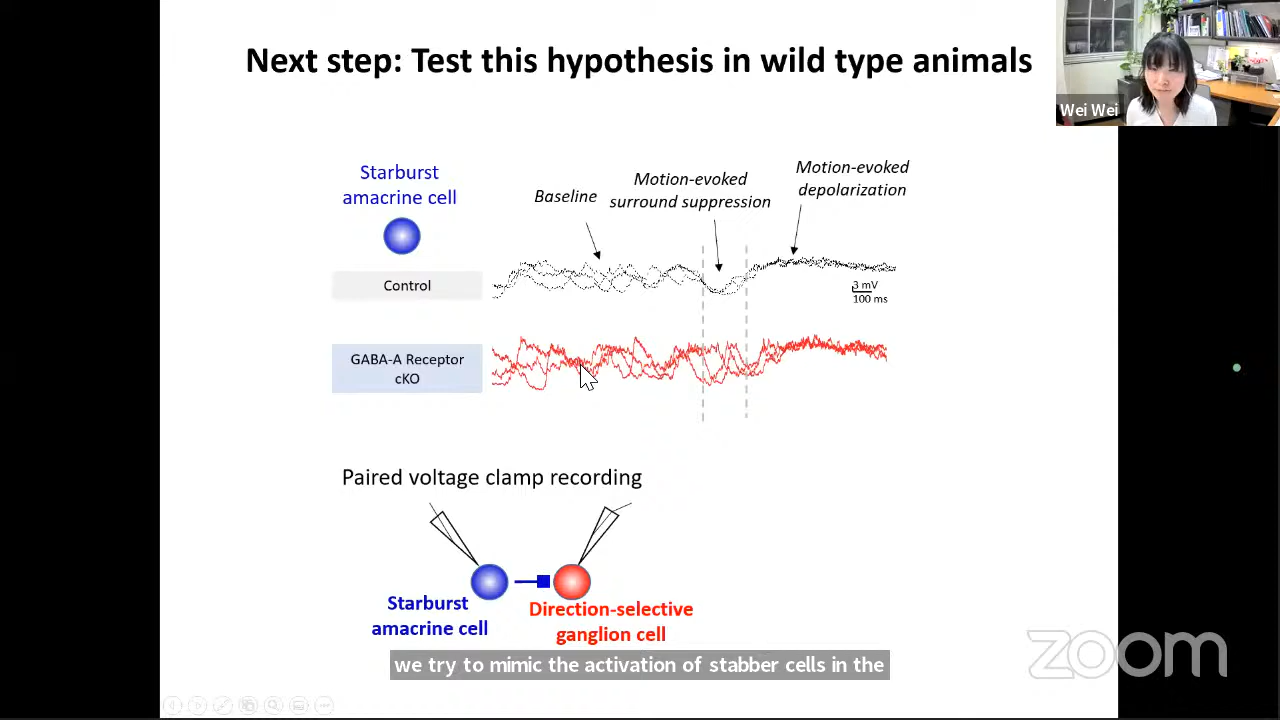 Next step: Test this hypothesis in wild type animals
Wei Wei
Starburst
amacrine cell
Baseline
Motion-evoked
surround suppression
Motion-evoked
depolarization
Control
3 mV
100 ms
GABA-A Receptor
cKO
Paired voltage clamp recording
Starburst
amacrine cell
Direction-selective
ganglion cell
we try to mimic the activation of stabber cells in the
zoom